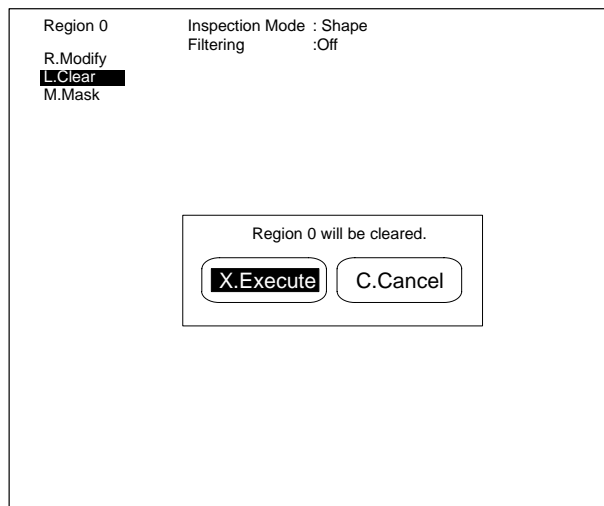 Region 0
Inspection Mode : Shape
Filtering :Off
R.Modify
L.Clear
M.Mask
Region 0 will be cleared.
X.Execute
C.Cancel